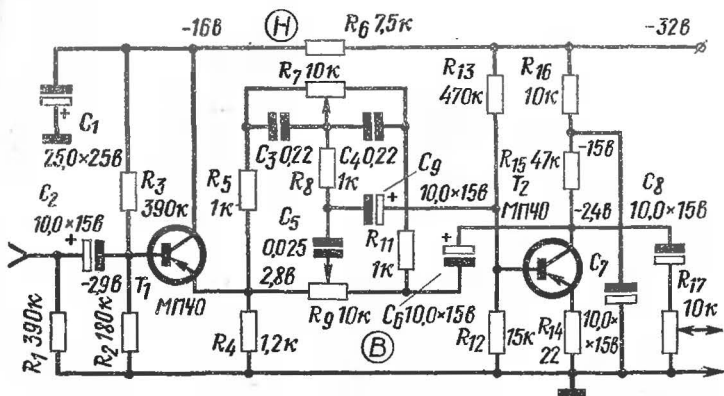 -16в
H
R6 7,5к
-32в
R7 10к
R13
470к
R16
10к
C1
25,0×25в
C3 0,22
C4 0,22
C9
R15 47к
-15в
C2
10,0×15в
R3
390к
R5
1к
R8
1к
10,0×15в
T2
МП40
C8
10,0×15в
C5
0,025
-2,4в
R11
1к
C7
R17
10к
-2,9в
T1
МП40
2,8в
R9 10к
C6 10,0×15в
R1 390к
R2 180к
R4
1,2к
В
R12
15к
R14
22
10,0×
×15в